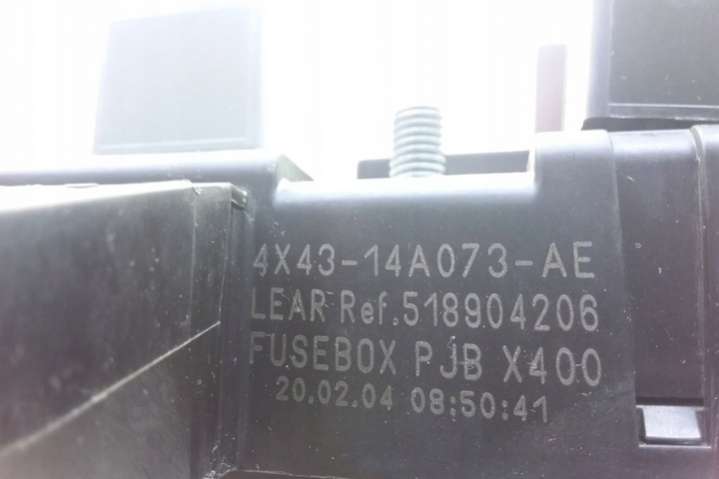 4X43-14A073-AE
LEAR Ref.518904206
FUSEBOX PJB X400
20.02.04 08:50:41